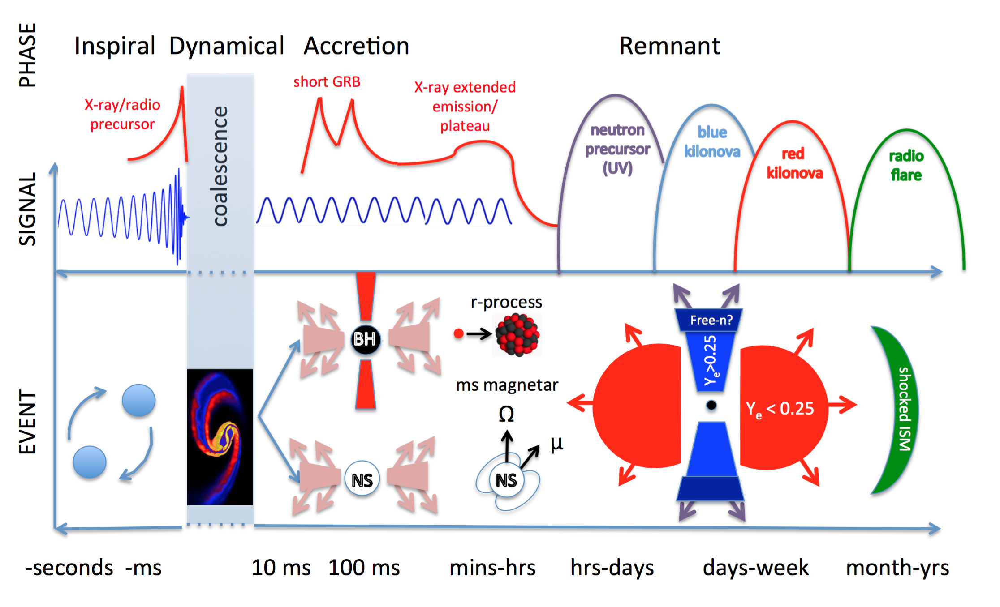 PHASE
Inspiral
Dynamical
Accretion
Remnant
SIGNAL
X-ray/radio
precursor
coalescence
short GRB
X-ray extended
emission/
plateau
neutron
precursor
(UV)
blue
kilonova
red
kilonova
radio
flare
EVENT
BH
NS
r-process
ms magnetar
Ω
μ
NS
Free-n?
Yₑ>0.25
Yₑ < 0.25
shocked ISM
-seconds
-ms
10 ms
100 ms
mins-hrs
hrs-days
days-week
month-yrs